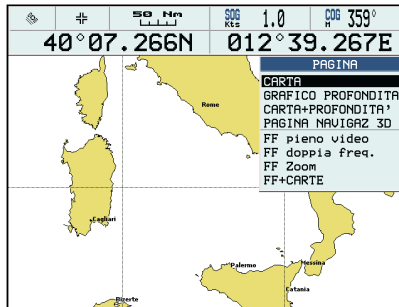 50 Nm SOG Kts 1.0 COG M 359°
40°07.266N 012°39.267E
PAGINA
CARTA
GRAFICO PROFONDITA
CARTA+PROFONDITA'
PAGINA NAVIGAZ 3D
FF pieno video
FF doppia freq.
FF Zoom
FF+CARTE
Rome
Cagliari
Palermo
Messina
Catania
Bizerte